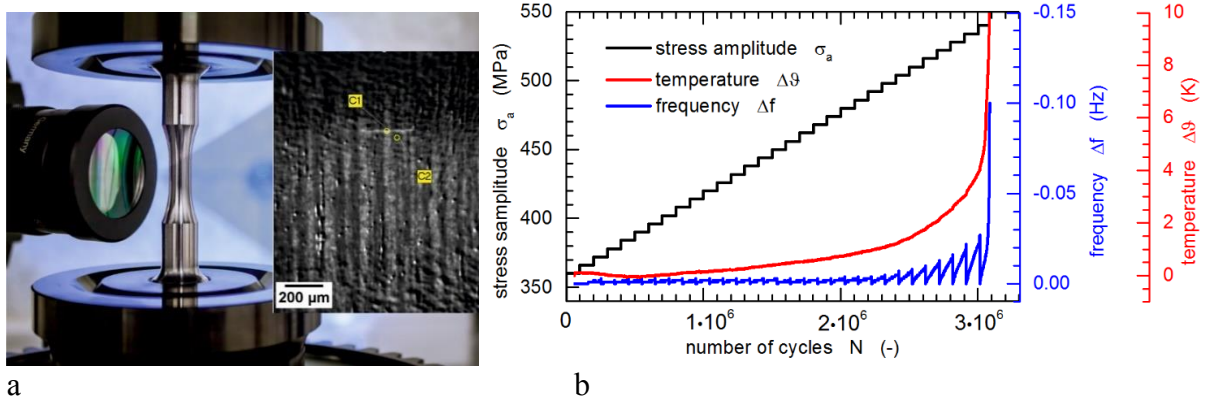 Germany
C1
C2
200 µm
a
550
500
450
400
350
stress samplitude σa (MPa)
stress amplitude σa
temperature Δϑ
frequency Δf
0
1•10⁶
2•10⁶
3•10⁶
number of cycles N (-)
-0.15
-0.10
-0.05
0.00
frequency Δf (Hz)
10
8
6
4
2
0
temperature Δϑ (K)
b